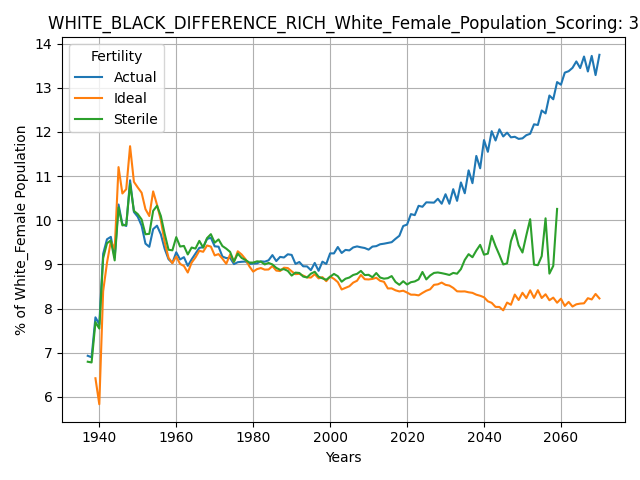 WHITE_BLACK_DIFFERENCE_RICH_White_Female_Population_Scoring: 3
Fertility
Actual
Ideal
Sterile
% of White_Female Population
14
13
12
11
10
9
8
7
6
1940 1960 1980 2000 2020 2040 2060
Years